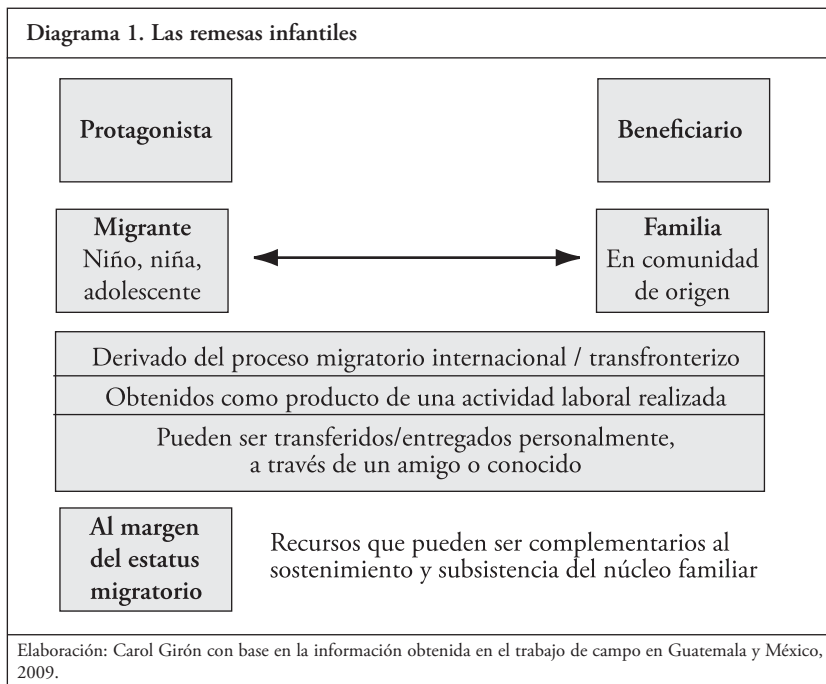 Diagrama 1. Las remesas infantiles
Protagonista
Beneficiario
Migrante
Niño, niña,
adolescente
Familia
En comunidad
de origen
Derivado del proceso migratorio internacional / transfronterizo
Obtenidos como producto de una actividad laboral realizada
Pueden ser transferidos/entregados personalmente,
a través de un amigo o conocido
Al margen
del estatus
migratorio
Recursos que pueden ser complementarios al
sostenimiento y subsistencia del núcleo familiar
Elaboración: Carol Girón con base en la información obtenida en el trabajo de campo en Guatemala y México,
2009.